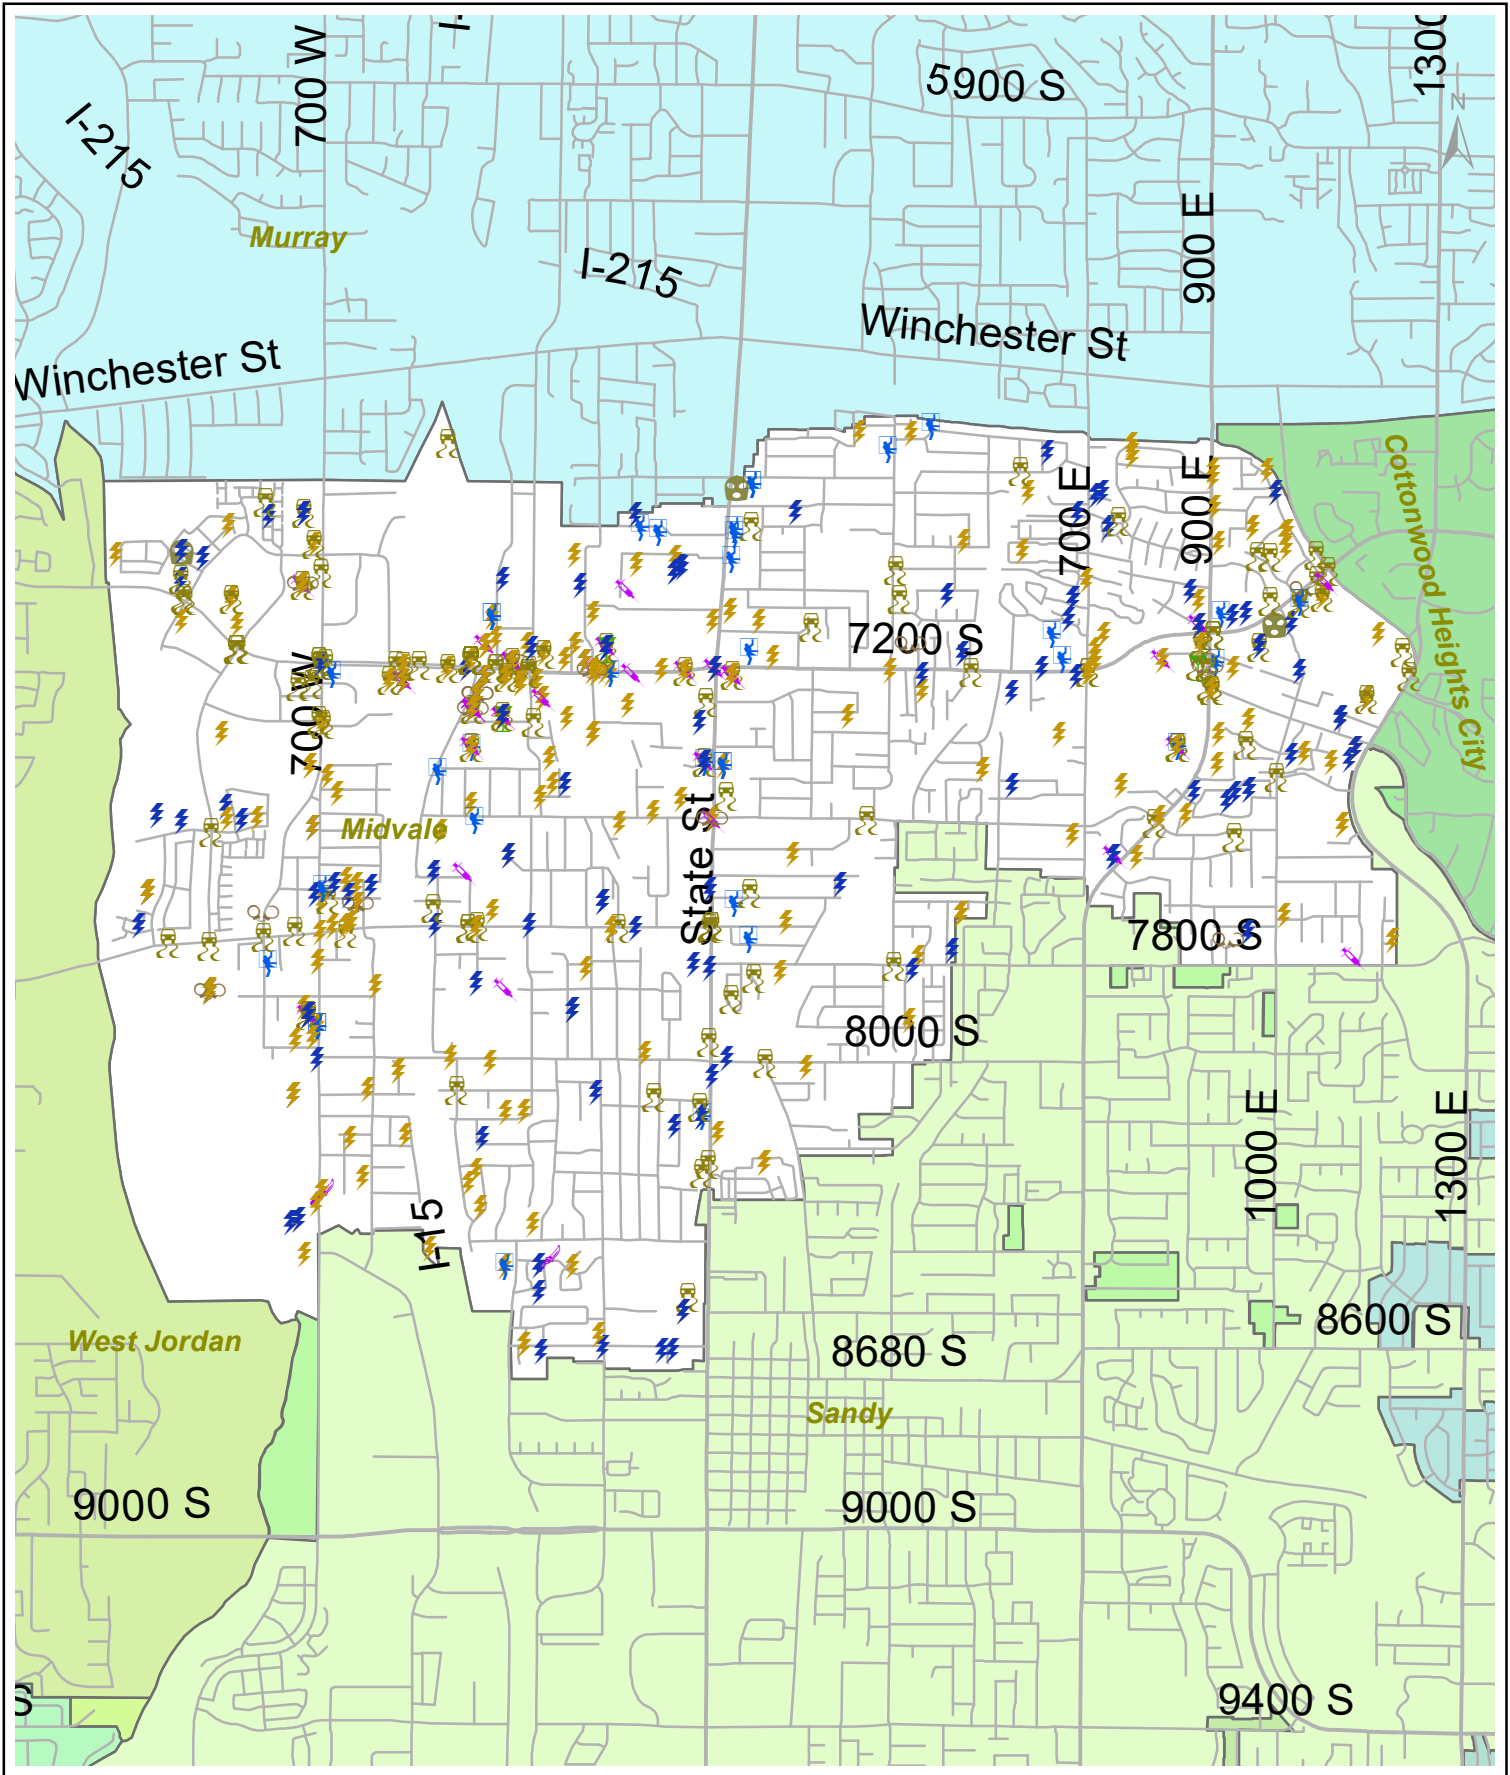 700 W
I-
5900 S
1300
N
I-215
Murray
900 E
I-215
Winchester St
Winchester St
Cottonwood Heights City
700 E
900 E
7200 S
700 W
State St
Midvale
7800 S
8000 S
1000 E
1300 E
I-15
8600 S
West Jordan
8680 S
Sandy
9000 S
9000 S
S
9400 S